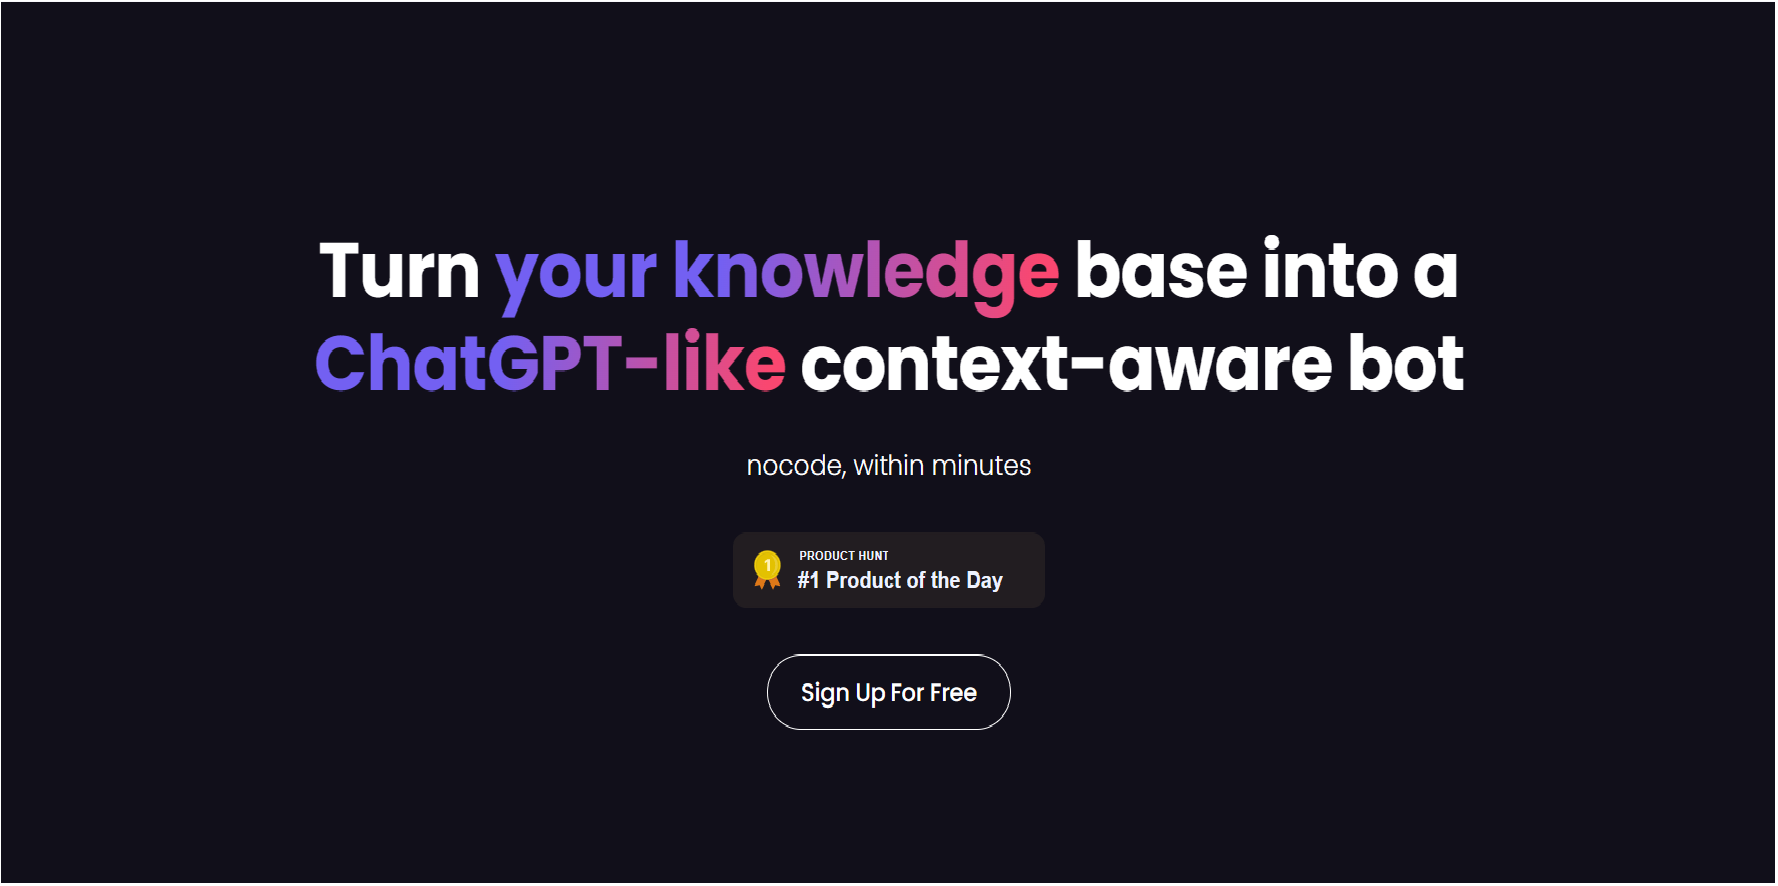 Turn your knowledge base into a
ChatGPT-like context-aware bot
nocode, within minutes
1
PRODUCT HUNT
#1 Product of the Day
Sign Up For Free